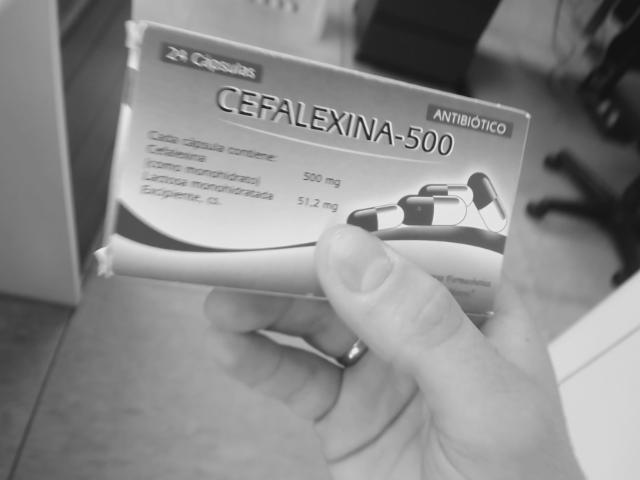 24 Cápsulas
CEFALEXINA-500
ANTIBIÓTICO
Cada cápsula contiene:
Cefalexina
(como monohidrato) 500 mg
Lactosa monohidratada 51,2 mg
Excipiente, cs.